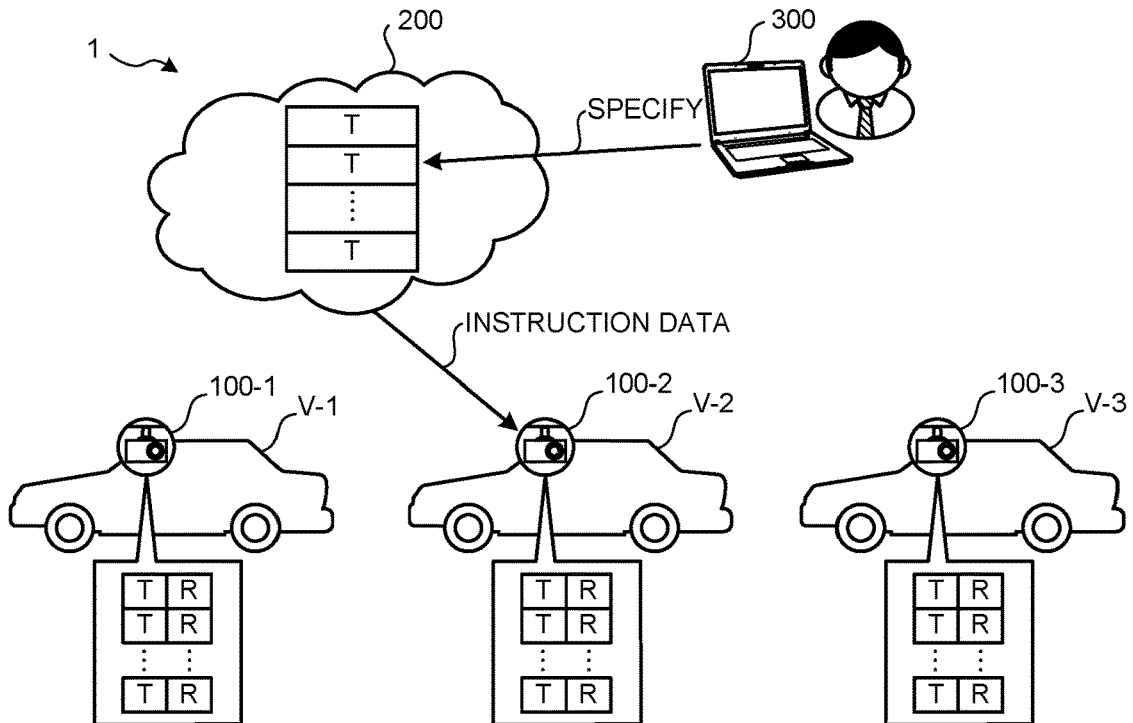 200
300
1
T
SPECIFY
T
⋮
T
INSTRUCTION DATA
100-1
V-1
100-2
V-2
100-3
V-3
T R
T R
⋮ ⋮
T R
T R
T R
⋮ ⋮
T R
T R
T R
⋮ ⋮
T R